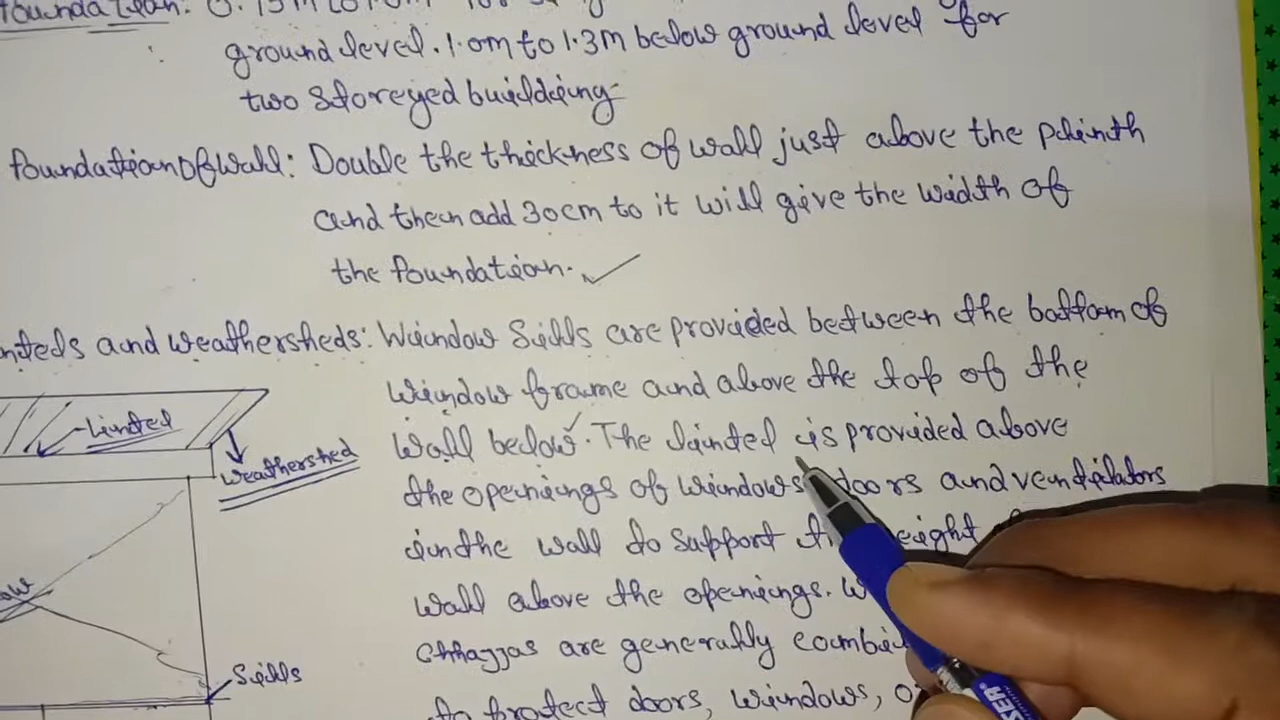 foundation: 0.75m to
ground level. 1.0m to 1.3m below ground level for
two storeyed building
foundation of wall: Double the thickness of wall just above the plinth
and then add 30cm to it will give the width of
the foundation.
and weathersheds: Window Sills are provided between the bottom of
window frame and above the top of the
Wall below. The lintel is provided above
the openings of windows doors and ventilators
in the wall to support
wall above the openings.
Chhajjas are generally
to protect doors, windows,
Lintel
weathershed
Sills